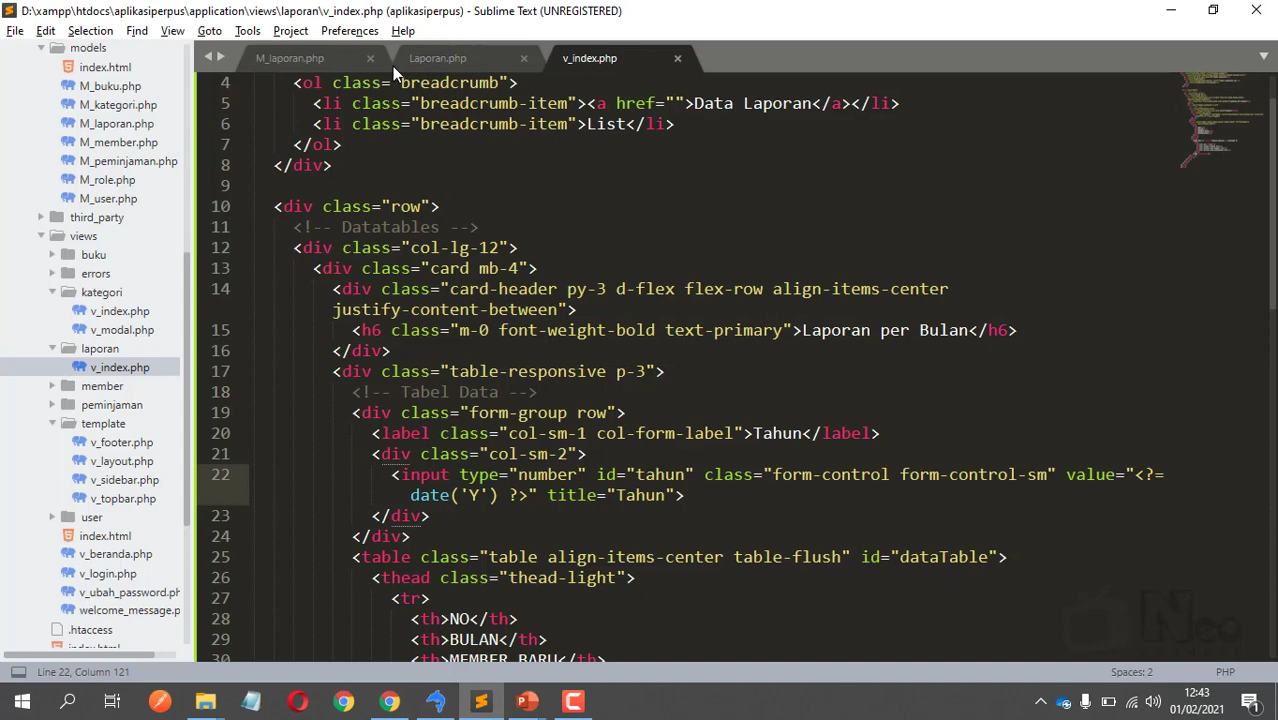 D:\xampp\htdocs\aplikasiperpus\application\views\laporan\v_index.php (aplikasiperpus) - Sublime Text (UNREGISTERED)
File Edit Selection Find View Goto Tools Project Preferences Help
models
index.html
M_buku.php
M_kategori.php
M_laporan.php
M_member.php
M_peminjaman.php
M_role.php
M_user.php
third_party
views
buku
errors
kategori
v_index.php
v_modal.php
laporan
v_index.php
member
peminjaman
template
v_footer.php
v_layout.php
v_sidebar.php
v_topbar.php
user
index.html
v_beranda.php
v_login.php
v_ubah_password.php
welcome_message.p
.htaccess
index.html
M_laporan.php Laporan.php v_index.php
4 <ol class="breadcrumb">
5 <li class="breadcrumb-item"><a href="">Data Laporan</a></li>
6 <li class="breadcrumb-item">List</li>
7 </ol>
8 </div>
9
10 <div class="row">
11 <!-- Datatables -->
12 <div class="col-lg-12">
13 <div class="card mb-4">
14 <div class="card-header py-3 d-flex flex-row align-items-center
justify-content-between">
15 <h6 class="m-0 font-weight-bold text-primary">Laporan per Bulan</h6>
16 </div>
17 <div class="table-responsive p-3">
18 <!-- Tabel Data -->
19 <div class="form-group row">
20 <label class="col-sm-1 col-form-label">Tahun</label>
21 <div class="col-sm-2">
22 <input type="number" id="tahun" class="form-control form-control-sm" value="<?=
date('Y') ?>" title="Tahun">
23 </div>
24 </div>
25 <table class="table align-items-center table-flush" id="dataTable">
26 <thead class="thead-light">
27 <tr>
28 <th>NO</th>
29 <th>BULAN</th>
30 <th>MEMBER BARU</th>
Line 22, Column 121 Spaces: 2 PHP
12:43
01/02/2021